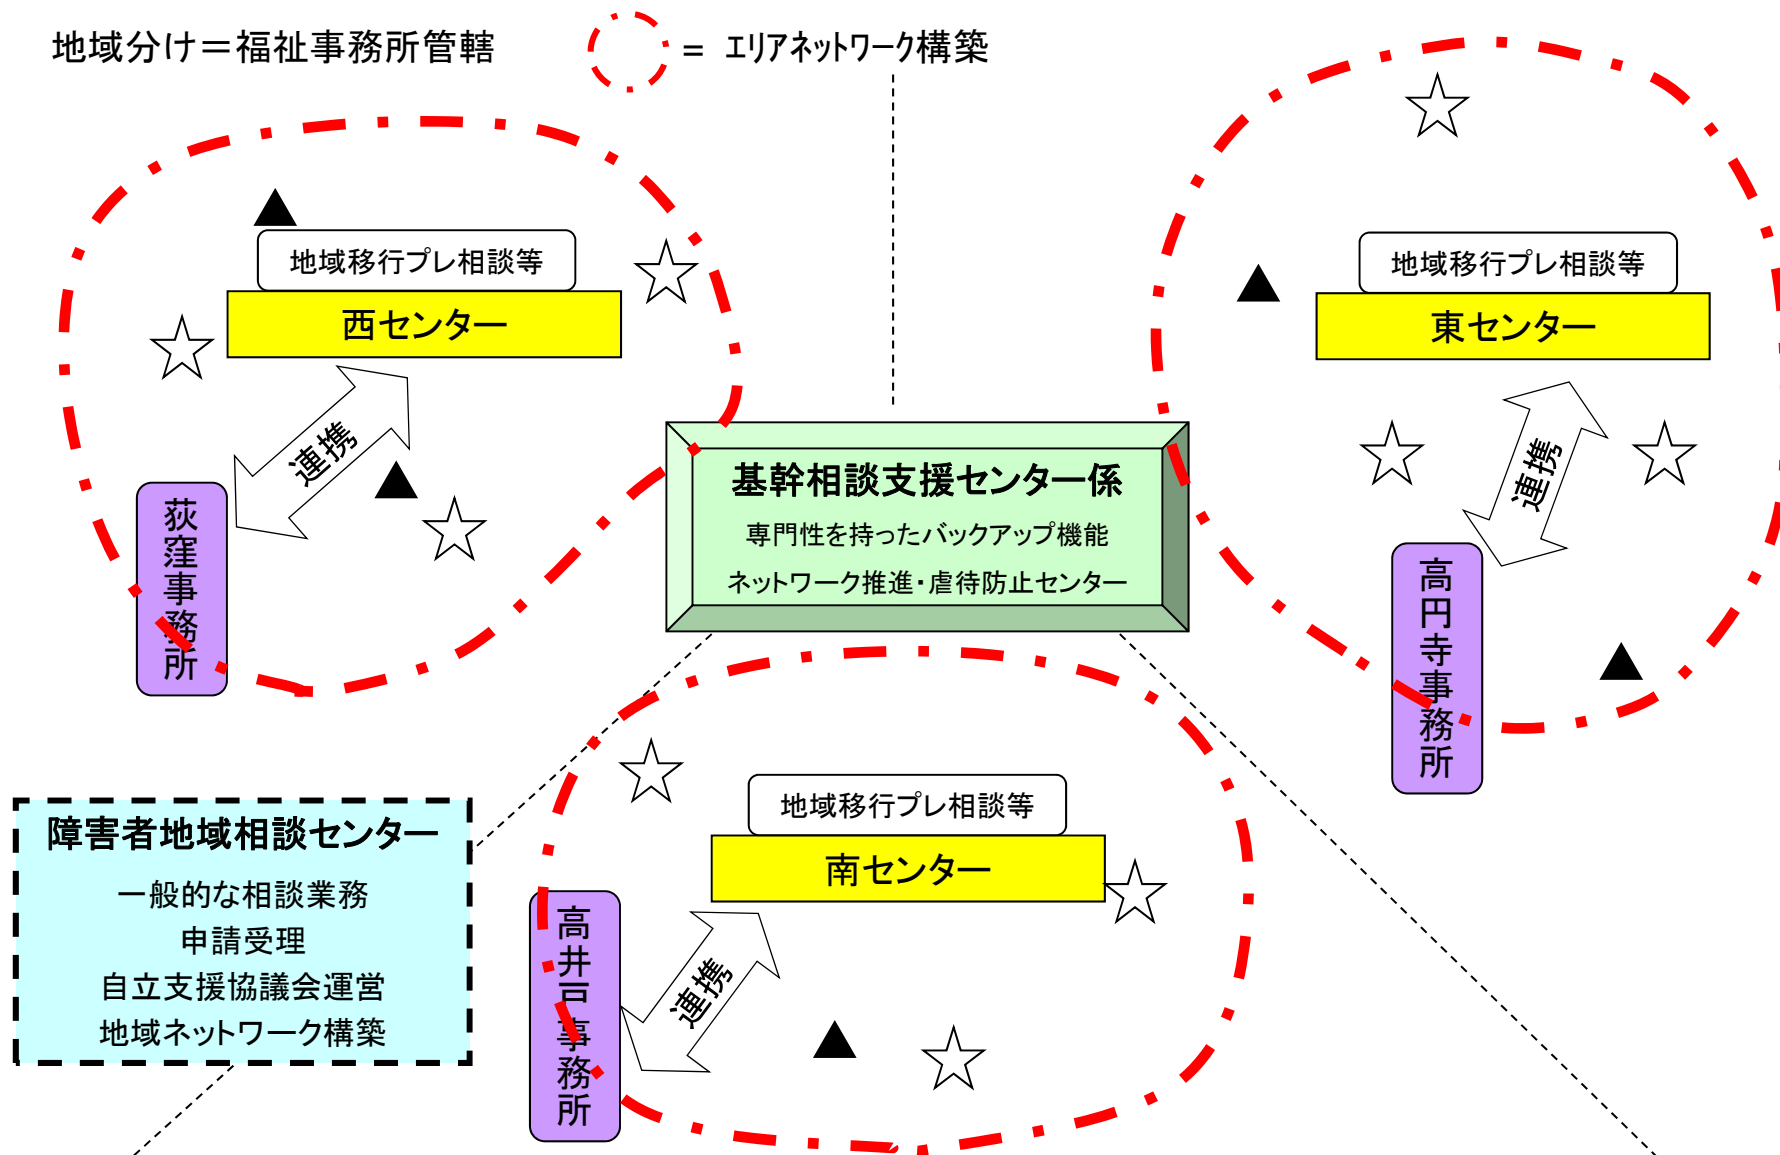 地域分け＝福祉事務所管轄
= エリアネットワーク構築
地域移行プレ相談等
西センター
連携
荻窪事務所
地域移行プレ相談等
東センター
連携
高円寺事務所
基幹相談支援センター係
専門性を持ったバックアップ機能
ネットワーク推進・虐待防止センター
地域移行プレ相談等
南センター
連携
高井戸事務所
障害者地域相談センター
一般的な相談業務
申請受理
自立支援協議会運営
地域ネットワーク構築